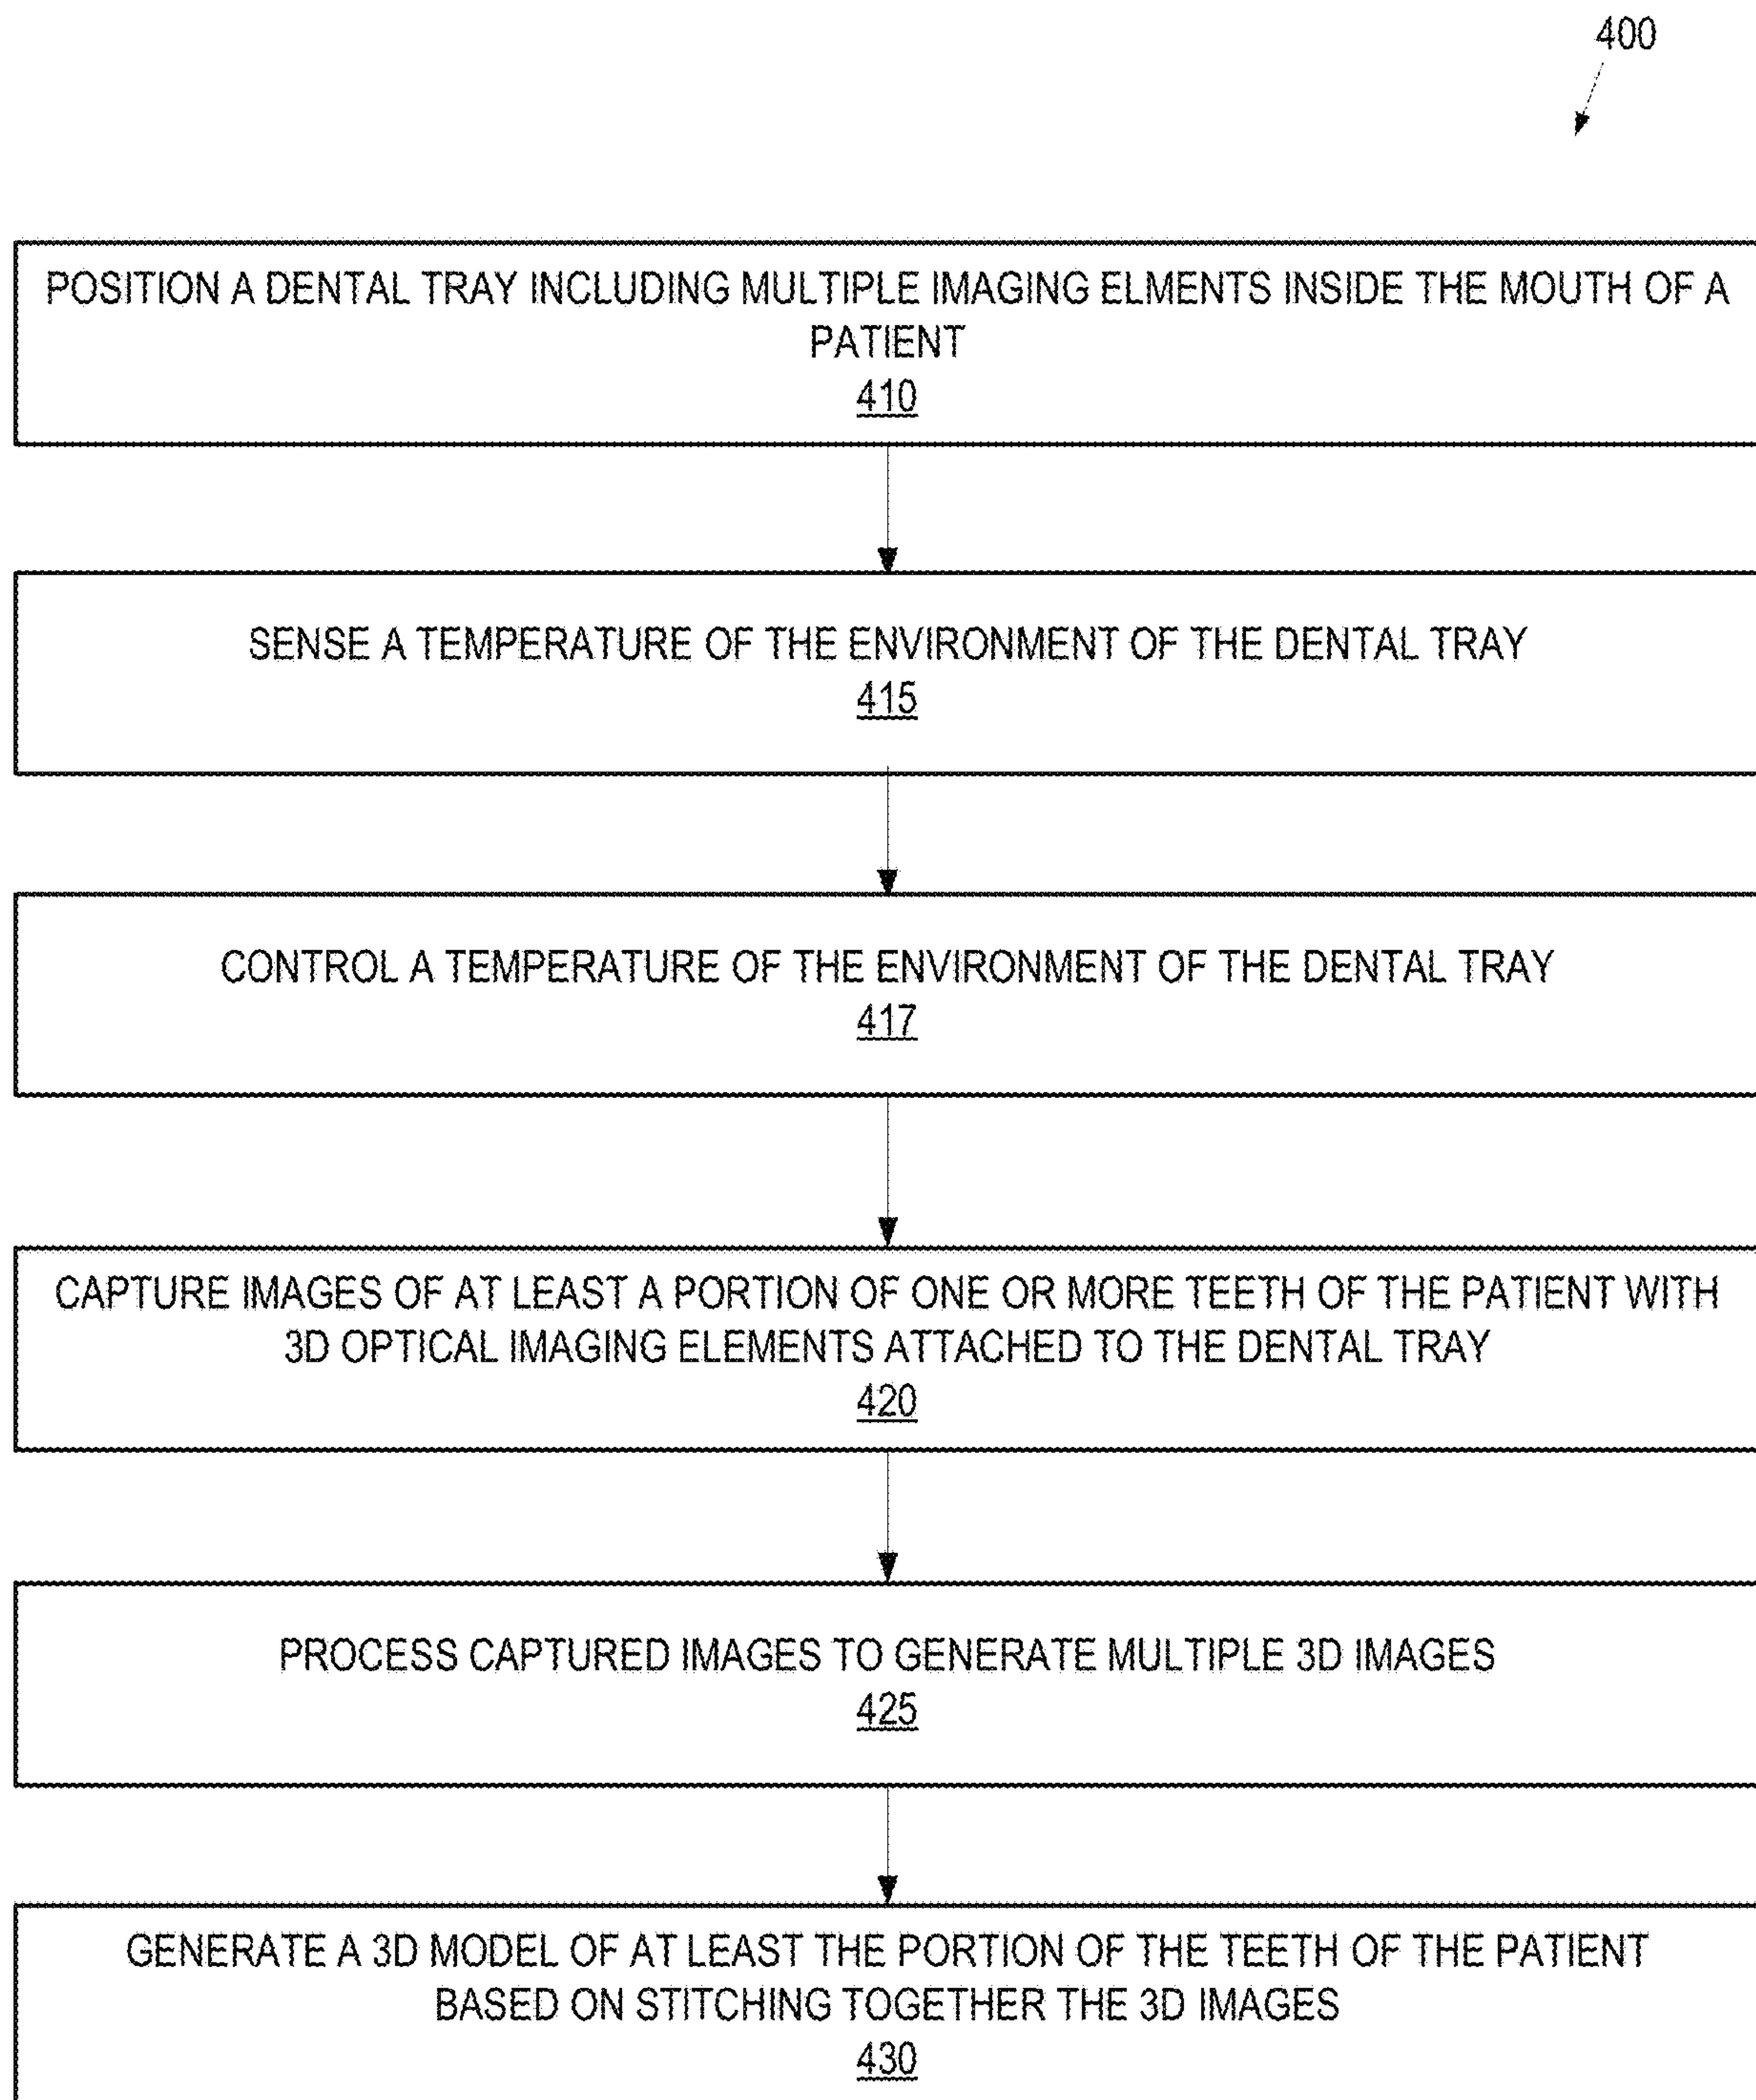 400
POSITION A DENTAL TRAY INCLUDING MULTIPLE IMAGING ELMENTS INSIDE THE MOUTH OF A
PATIENT
410
SENSE A TEMPERATURE OF THE ENVIRONMENT OF THE DENTAL TRAY
415
CONTROL A TEMPERATURE OF THE ENVIRONMENT OF THE DENTAL TRAY
417
CAPTURE IMAGES OF AT LEAST A PORTION OF ONE OR MORE TEETH OF THE PATIENT WITH
3D OPTICAL IMAGING ELEMENTS ATTACHED TO THE DENTAL TRAY
420
PROCESS CAPTURED IMAGES TO GENERATE MULTIPLE 3D IMAGES
425
GENERATE A 3D MODEL OF AT LEAST THE PORTION OF THE TEETH OF THE PATIENT
BASED ON STITCHING TOGETHER THE 3D IMAGES
430